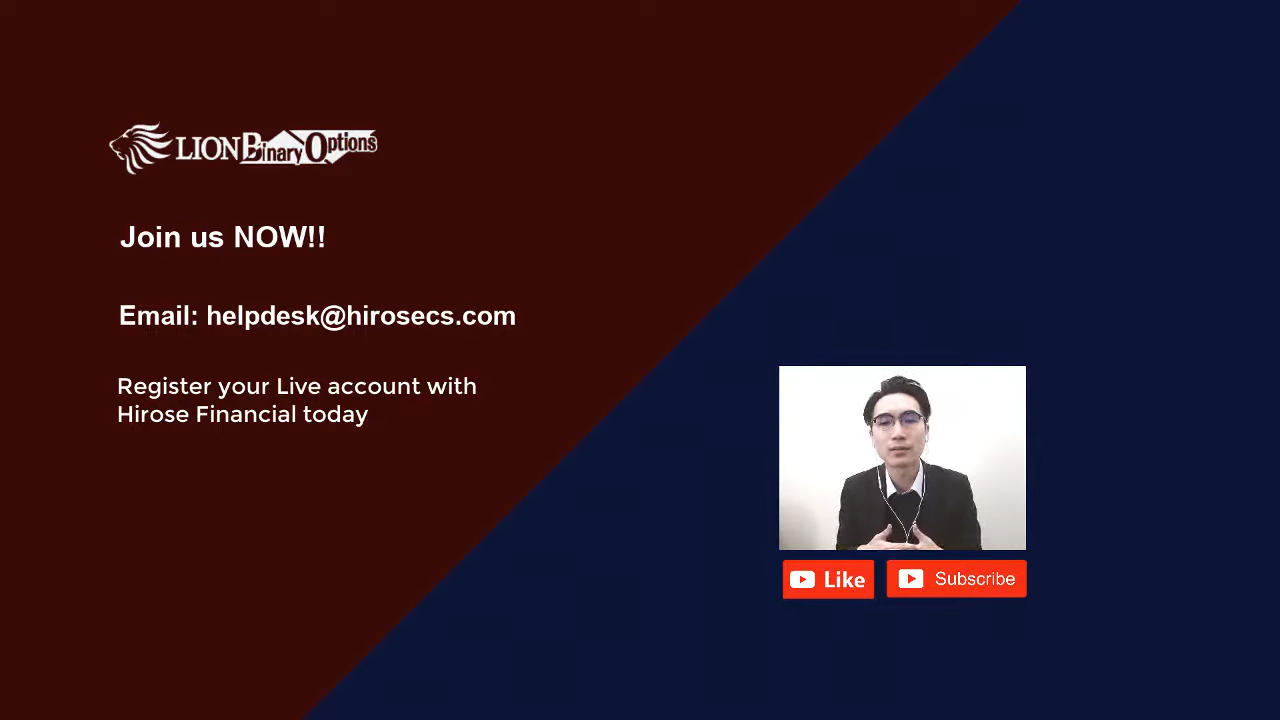 LION Binary Options
Join us NOW!!
Email: helpdesk@hirosecs.com
Register your Live account with
Hirose Financial today
Like
Subscribe